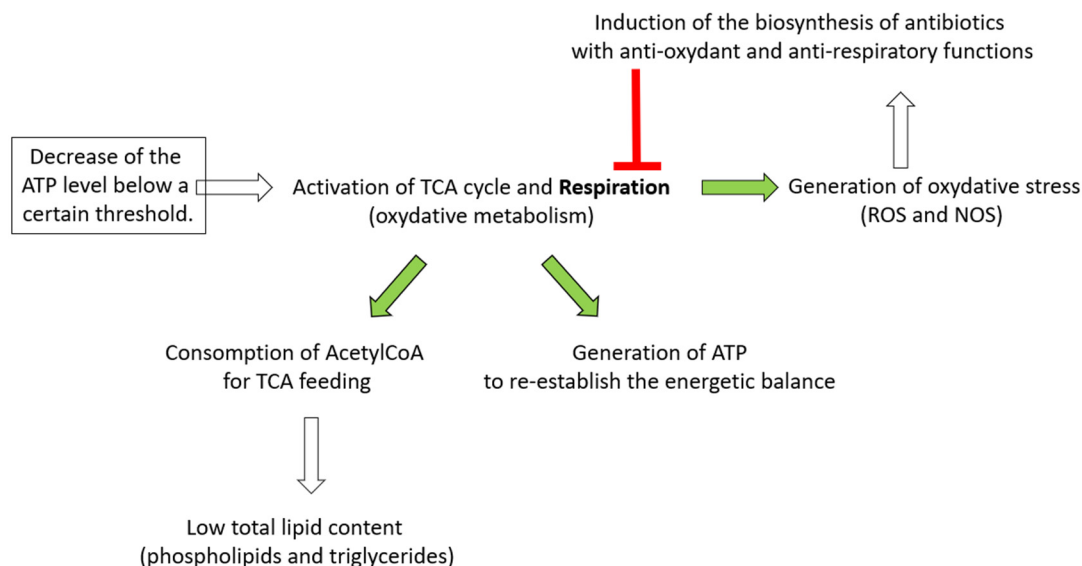 Induction of the biosynthesis of antibiotics
with anti-oxydant and anti-respiratory functions
Decrease of the
ATP level below a
certain threshold.
Activation of TCA cycle and Respiration
(oxydative metabolism)
Generation of oxydative stress
(ROS and NOS)
Consomption of AcetylCoA
for TCA feeding
Generation of ATP
to re-establish the energetic balance
Low total lipid content
(phospholipids and triglycerides)